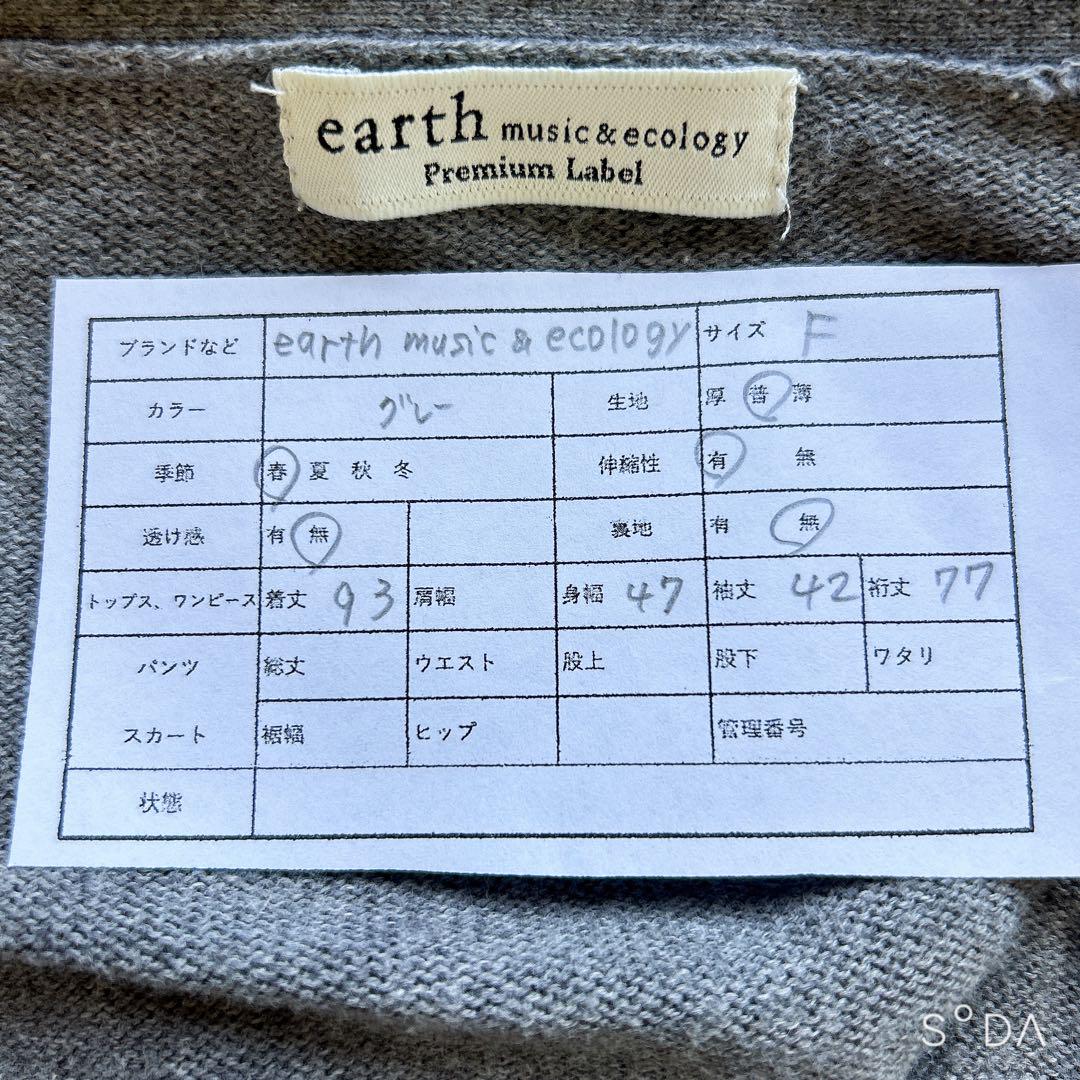 earth music&ecology
Premium Label
ブランドなど earth music & ecology サイズ F
カラー グレー 生地 厚 普 薄
季節 春 夏 秋 冬 伸縮性 有 無
透け感 有 無 裏地 有 無
トップス、ワンピース 着丈 93 肩幅 身幅 47 袖丈 42 裄丈 77
パンツ 総丈 ウエスト 股上 股下 ワタリ
スカート 裾幅 ヒップ 管理番号
状態
S°DA